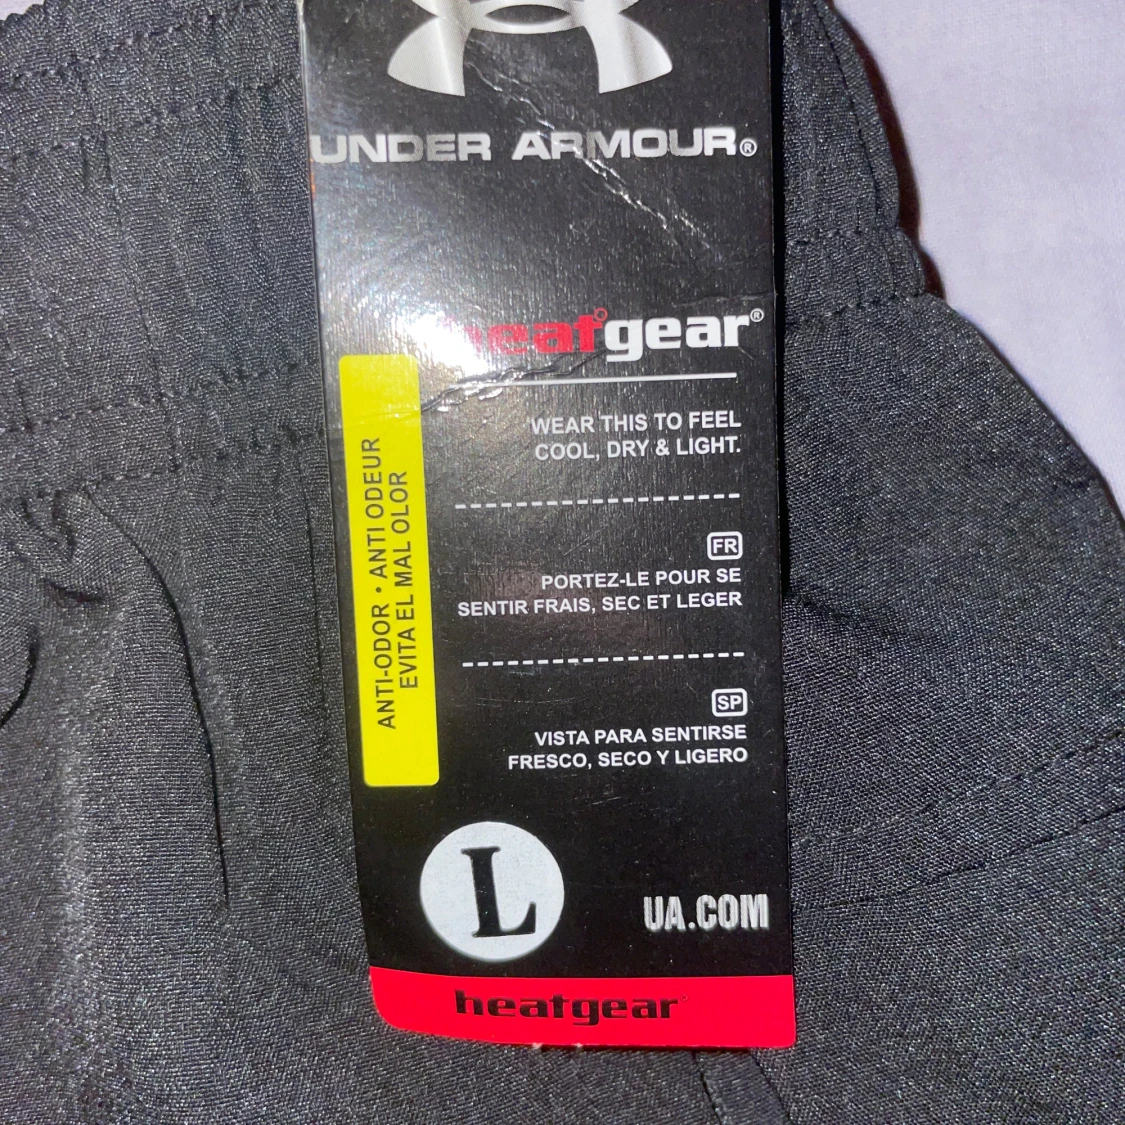 UNDER ARMOUR®
heat°gear®
WEAR THIS TO FEEL
COOL, DRY & LIGHT.
FR
PORTEZ-LE POUR SE
SENTIR FRAIS, SEC ET LEGER
SP
VISTA PARA SENTIRSE
FRESCO, SECO Y LIGERO
ANTI-ODOR • ANTI ODEUR
EVITA EL MAL OLOR
L
UA.COM
heatgear